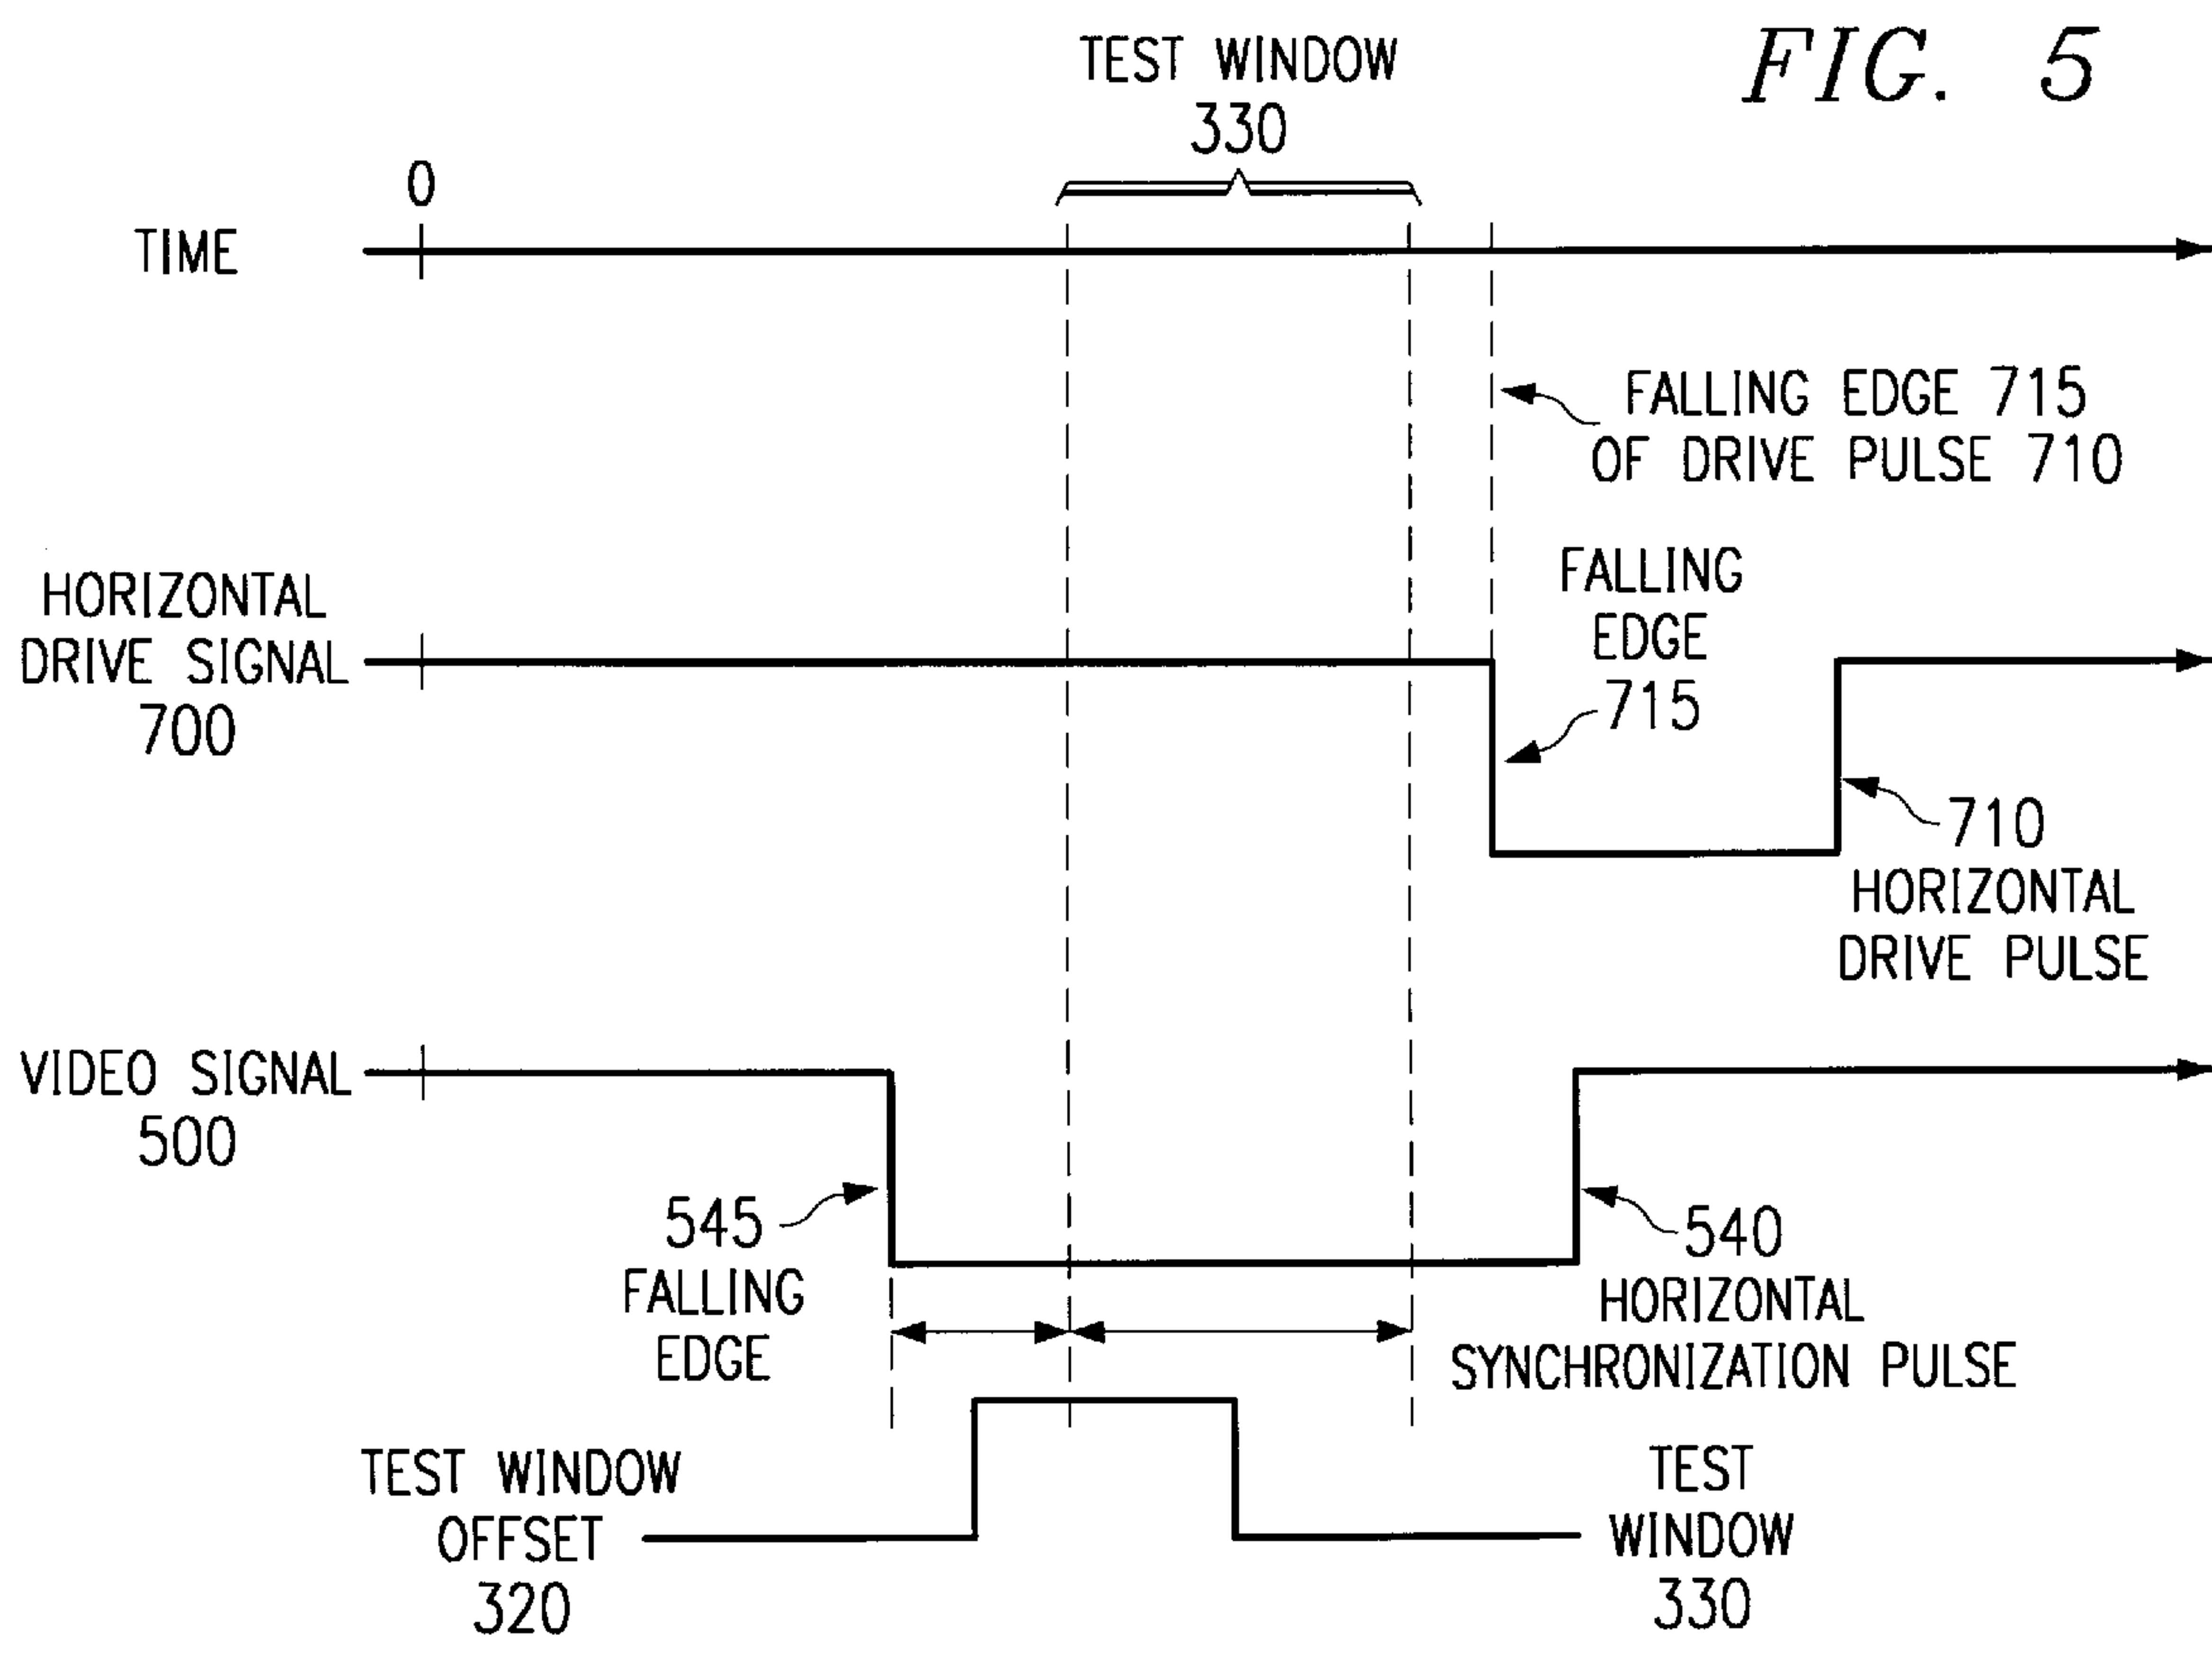 FIG. 5
TEST WINDOW
330
0
TIME
FALLING EDGE 715
OF DRIVE PULSE 710
HORIZONTAL
DRIVE SIGNAL
700
FALLING
EDGE
715
710
HORIZONTAL
DRIVE PULSE
VIDEO SIGNAL
500
545
FALLING
EDGE
540
HORIZONTAL
SYNCHRONIZATION PULSE
TEST WINDOW
OFFSET
320
TEST
WINDOW
330